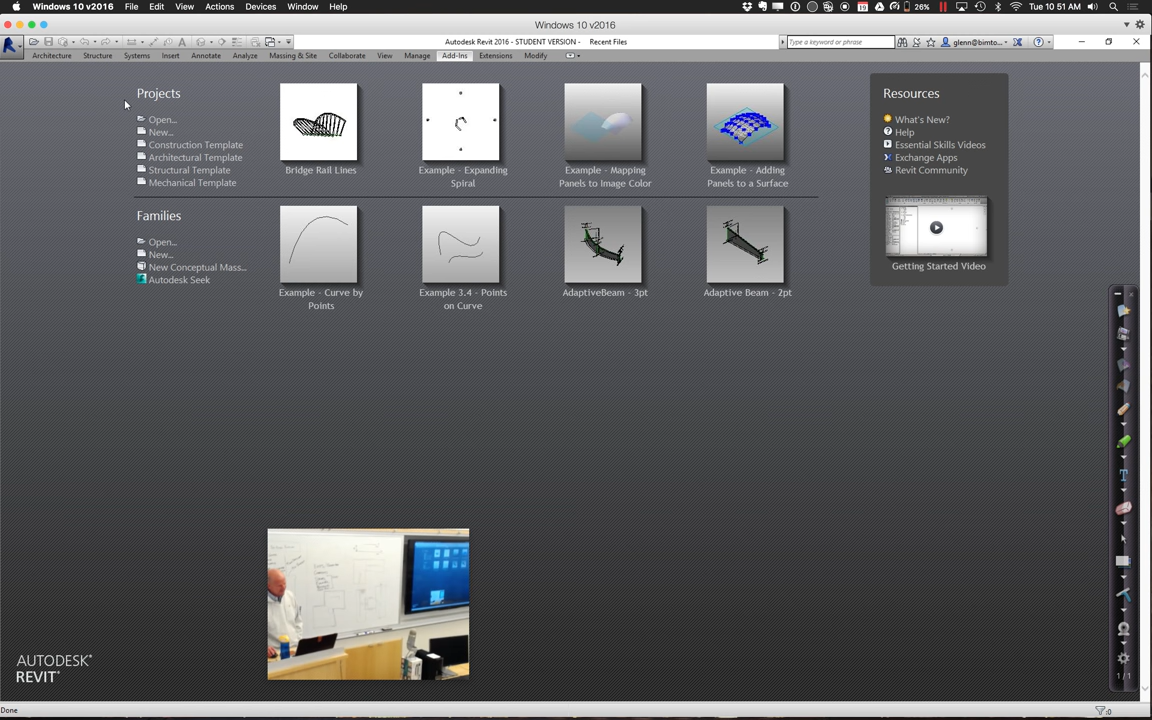 Windows 10 v2016 File Edit View Actions Devices Window Help 26% Tue 10 51 AM
Windows 10 v2016
Autodesk Revit 2016 - STUDENT VERSION - Recent Files
Type a keyword or phrase
glenn@bimto...
Architecture Structure Systems Insert Annotate Analyze Massing & Site Collaborate View Manage Add-Ins Extensions Modify
Projects
Open...
New...
Construction Template
Architectural Template
Structural Template
Mechanical Template
Bridge Rail Lines
Example - Expanding
Spiral
Example - Mapping
Panels to Image Color
Example - Adding
Panels to a Surface
Families
Open...
New...
New Conceptual Mass...
Autodesk Seek
Example - Curve by
Points
Example 3.4 - Points
on Curve
AdaptiveBeam - 3pt
Adaptive Beam - 2pt
Resources
What's New?
Help
Essential Skills Videos
Exchange Apps
Revit Community
Getting Started Video
1 / 1
AUTODESK®
REVIT®
Done
:0